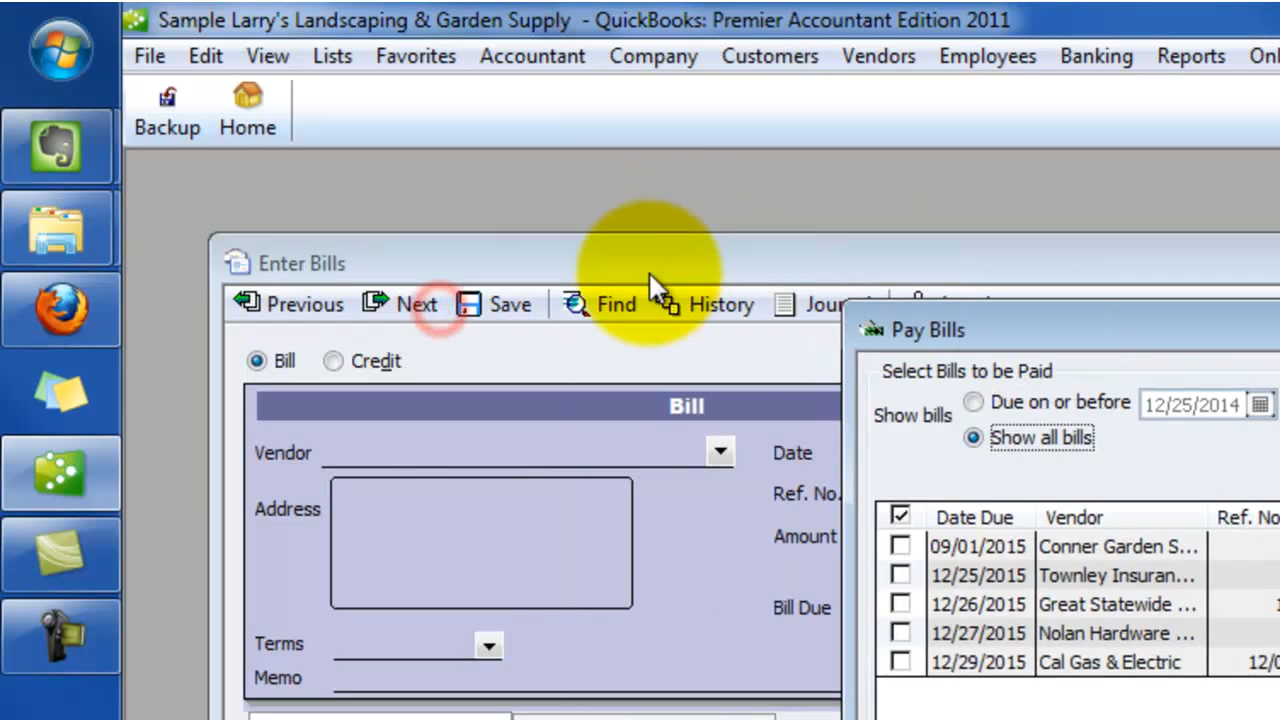 Sample Larry's Landscaping & Garden Supply - QuickBooks: Premier Accountant Edition 2011
File Edit View Lists Favorites Accountant Company Customers Vendors Employees Banking Reports
Backup Home
Enter Bills
Previous Next Save Find History
Bill Credit
Bill
Vendor
Date
Address
Ref. No.
Amount
Bill Due
Terms
Memo
Pay Bills
Select Bills to be Paid
Show bills
Due on or before 12/25/2014
Show all bills
Date Due Vendor Ref. No
09/01/2015 Conner Garden S...
12/25/2015 Townley Insuran...
12/26/2015 Great Statewide ...
12/27/2015 Nolan Hardware ...
12/29/2015 Cal Gas & Electric